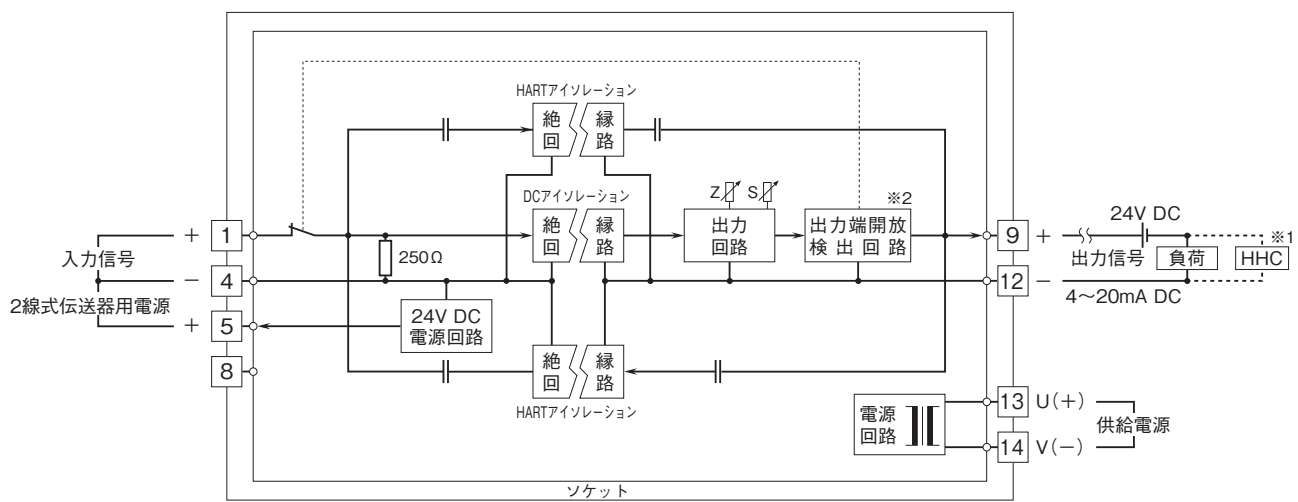 HARTアイソレーション
絶 縁
回 路
DCアイソレーション
Z S
※2
絶 縁
回 路
出力
回路
出力端開放
検出回路
+ 1
入力信号
- 4
2線式伝送器用電源
+ 5
8
250Ω
24V DC
電源回路
絶 縁
回 路
HARTアイソレーション
24V DC
9 +
出力信号
負荷
※1
HHC
12 -
4~20mA DC
電源
回路
13 U(+)
供給電源
14 V(-)
ソケット